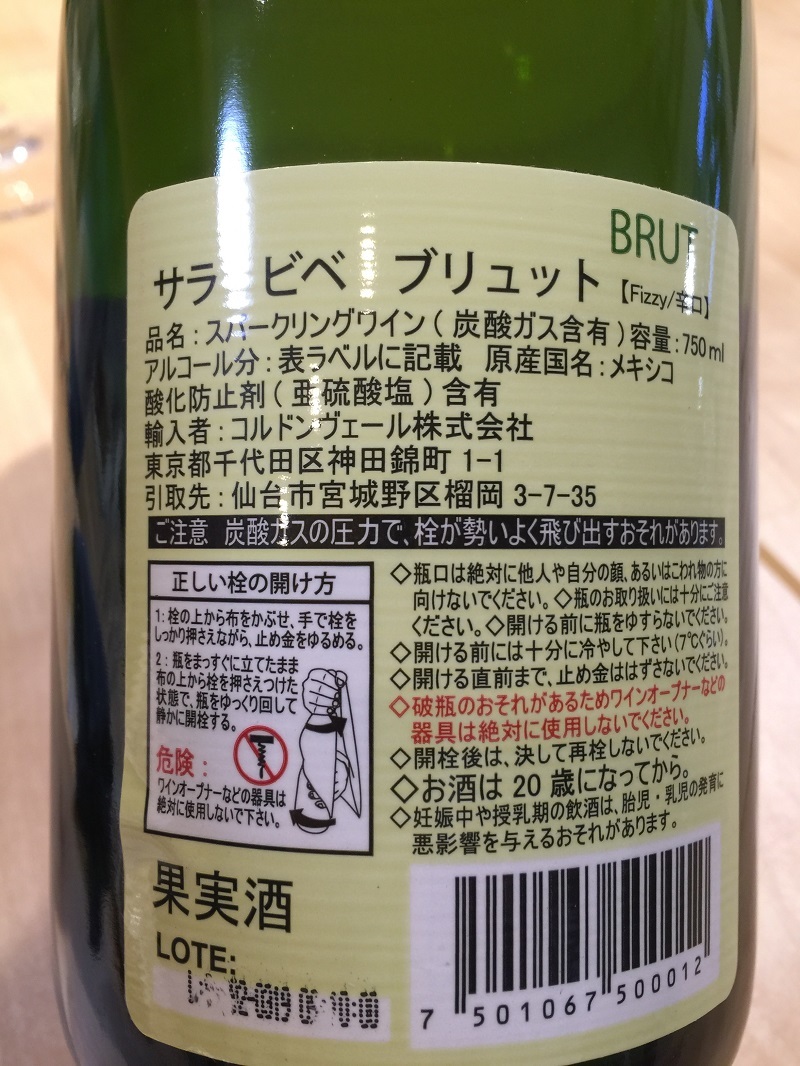 BRUT
サラ ビベ ブリュット 【Fizzy/辛口】
品名:スパークリングワイン(炭酸ガス含有)容量:750ml
アルコール分:表ラベルに記載 原産国名:メキシコ
酸化防止剤(亜硫酸塩)含有
輸入者:コルドンヴェール株式会社
東京都千代田区神田錦町 1-1
引取先:仙台市宮城野区榴岡 3-7-35
ご注意 炭酸ガスの圧力で、栓が勢いよく飛び出すおそれがあります。
正しい栓の開け方
1:栓の上から布をかぶせ、手で栓を
しっかり押さえながら、止め金をゆるめる。
2:瓶をまっすぐに立てたまま
布の上から栓を押さえつけた
状態で、瓶をゆっくり回して
静かに開栓する。
危険:
ワインオープナーなどの器具は
絶対に使用しないで下さい。
◇瓶口は絶対に他人や自分の顔、あるいはこわれ物の方に
向けないでください。◇瓶のお取り扱いには十分にご注意
ください。◇開ける前に瓶をゆすらないでください。
◇開ける前には十分に冷やして下さい(7℃ぐらい)。
◇開ける直前まで、止め金ははずさないでください。
◇破瓶のおそれがあるためワインオープナーなどの
器具は絶対に使用しないでください。
◇開栓後は、決して再栓しないでください。
◇お酒は 20 歳になってから。
◇妊娠中や授乳期の飲酒は、胎児・乳児の発育に
悪影響を与えるおそれがあります。
果実酒
LOTE:
7 501067 500012